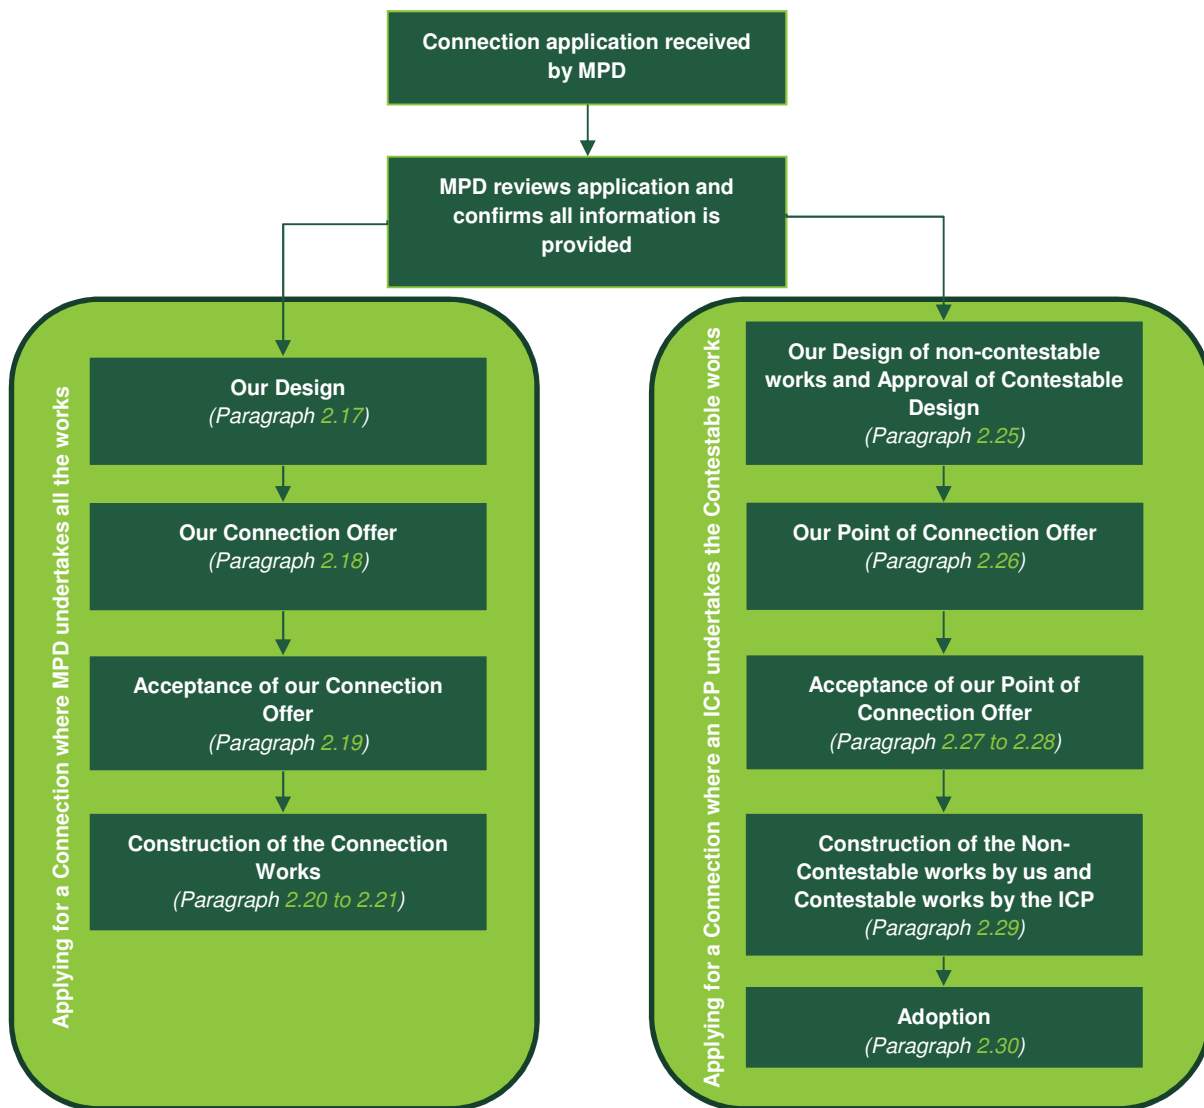 Connection application received
by MPD
MPD reviews application and
confirms all information is
provided
Applying for a Connection where MPD undertakes all the works
Our Design
(Paragraph 2.17)
Our Connection Offer
(Paragraph 2.18)
Acceptance of our Connection
Offer
(Paragraph 2.19)
Construction of the Connection
Works
(Paragraph 2.20 to 2.21)
Applying for a Connection where an ICP undertakes the Contestable works
Our Design of non-contestable
works and Approval of Contestable
Design
(Paragraph 2.25)
Our Point of Connection Offer
(Paragraph 2.26)
Acceptance of our Point of
Connection Offer
(Paragraph 2.27 to 2.28)
Construction of the Non-
Contestable works by us and
Contestable works by the ICP
(Paragraph 2.29)
Adoption
(Paragraph 2.30)